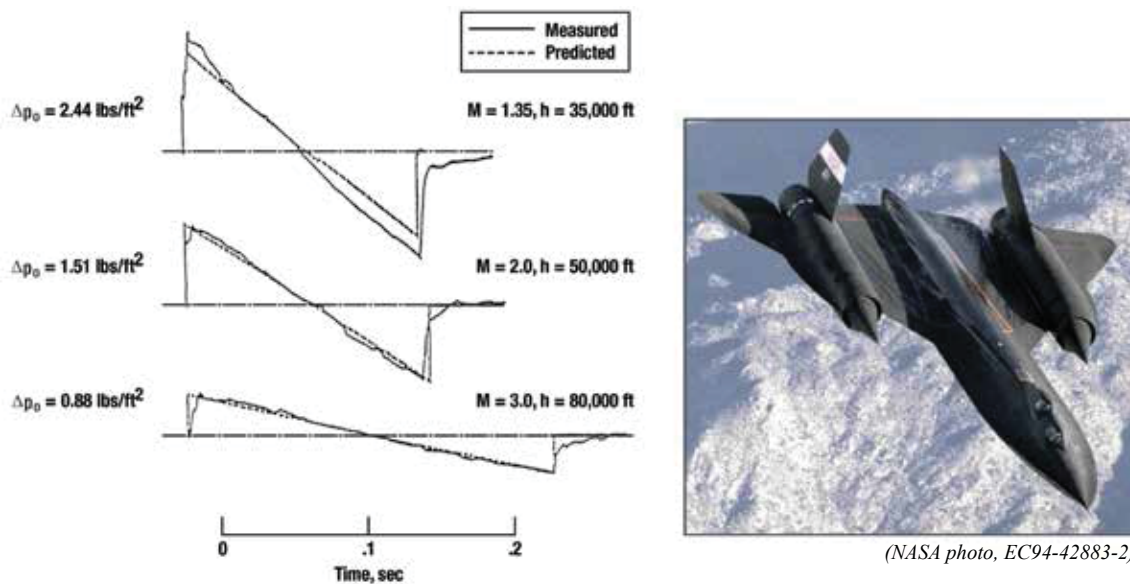 Measured
Predicted
Δp₀ = 2.44 lbs/ft²
M = 1.35, h = 35,000 ft
Δp₀ = 1.51 lbs/ft²
M = 2.0, h = 50,000 ft
Δp₀ = 0.88 lbs/ft²
M = 3.0, h = 80,000 ft
0 .1 .2
Time, sec
(NASA photo, EC94-42883-2)